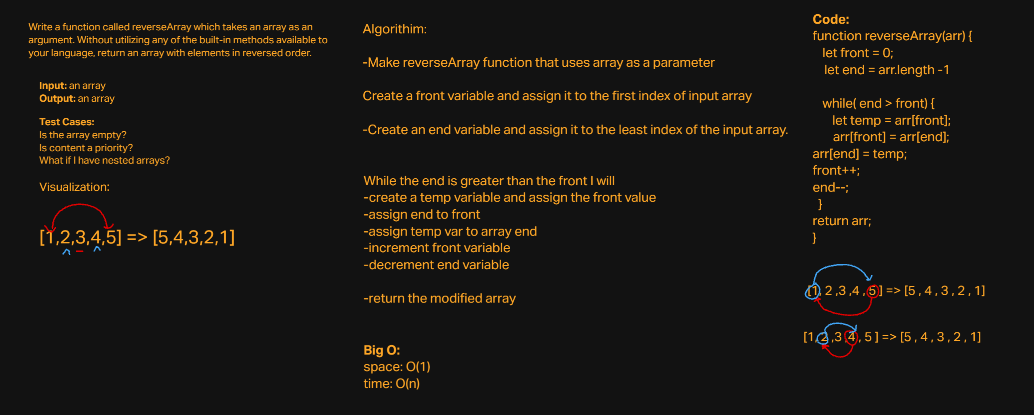 Write a function called reverseArray which takes an array as an
argument. Without utilizing any of the built-in methods available to
your language, return an array with elements in reversed order.
Input: an array
Output: an array
Test Cases:
Is the array empty?
Is content a priority?
What if I have nested arrays?
Visualization:
[1,2,3,4,5] => [5,4,3,2,1]
Algorithim:
-Make reverseArray function that uses array as a parameter
Create a front variable and assign it to the first index of input array
-Create an end variable and assign it to the least index of the input array.
While the end is greater than the front I will
-create a temp variable and assign the front value
-assign end to front
-assign temp var to array end
-increment front variable
-decrement end variable
-return the modified array
Big O:
space: O(1)
time: O(n)
Code:
function reverseArray(arr) {
let front = 0;
let end = arr.length -1
while( end > front) {
let temp = arr[front];
arr[front] = arr[end];
arr[end] = temp;
front++;
end--;
}
return arr;
}
[1, 2 ,3 ,4 , 5 ] => [5 , 4 , 3 , 2 , 1]
[1, 2 ,3 ,4 , 5 ] => [5 , 4 , 3 , 2 , 1]